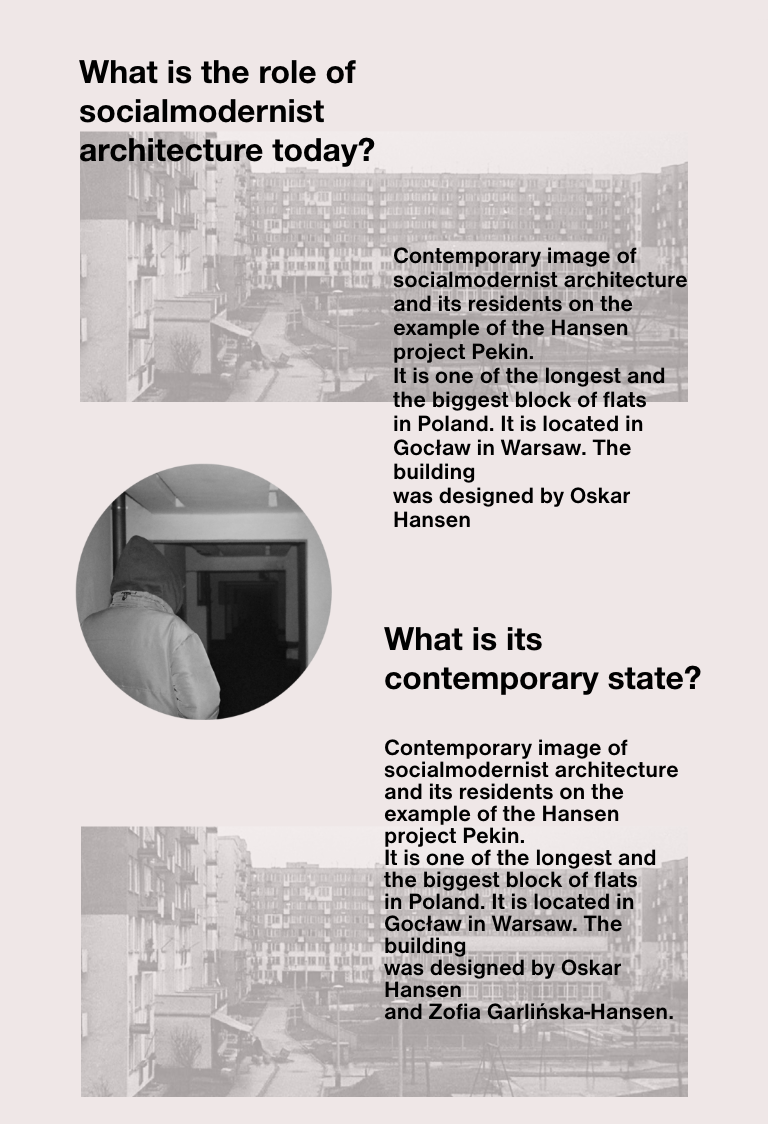 What is the role of
socialmodernist
architecture today?
Contemporary image of
socialmodernist architecture
and its residents on the
example of the Hansen
project Pekin.
It is one of the longest and
the biggest block of flats
in Poland. It is located in
Gocław in Warsaw. The
building
was designed by Oskar
Hansen
What is its
contemporary state?
Contemporary image of
socialmodernist architecture
and its residents on the
example of the Hansen
project Pekin.
It is one of the longest and
the biggest block of flats
in Poland. It is located in
Gocław in Warsaw. The
building
was designed by Oskar
Hansen
and Zofia Garlińska-Hansen.